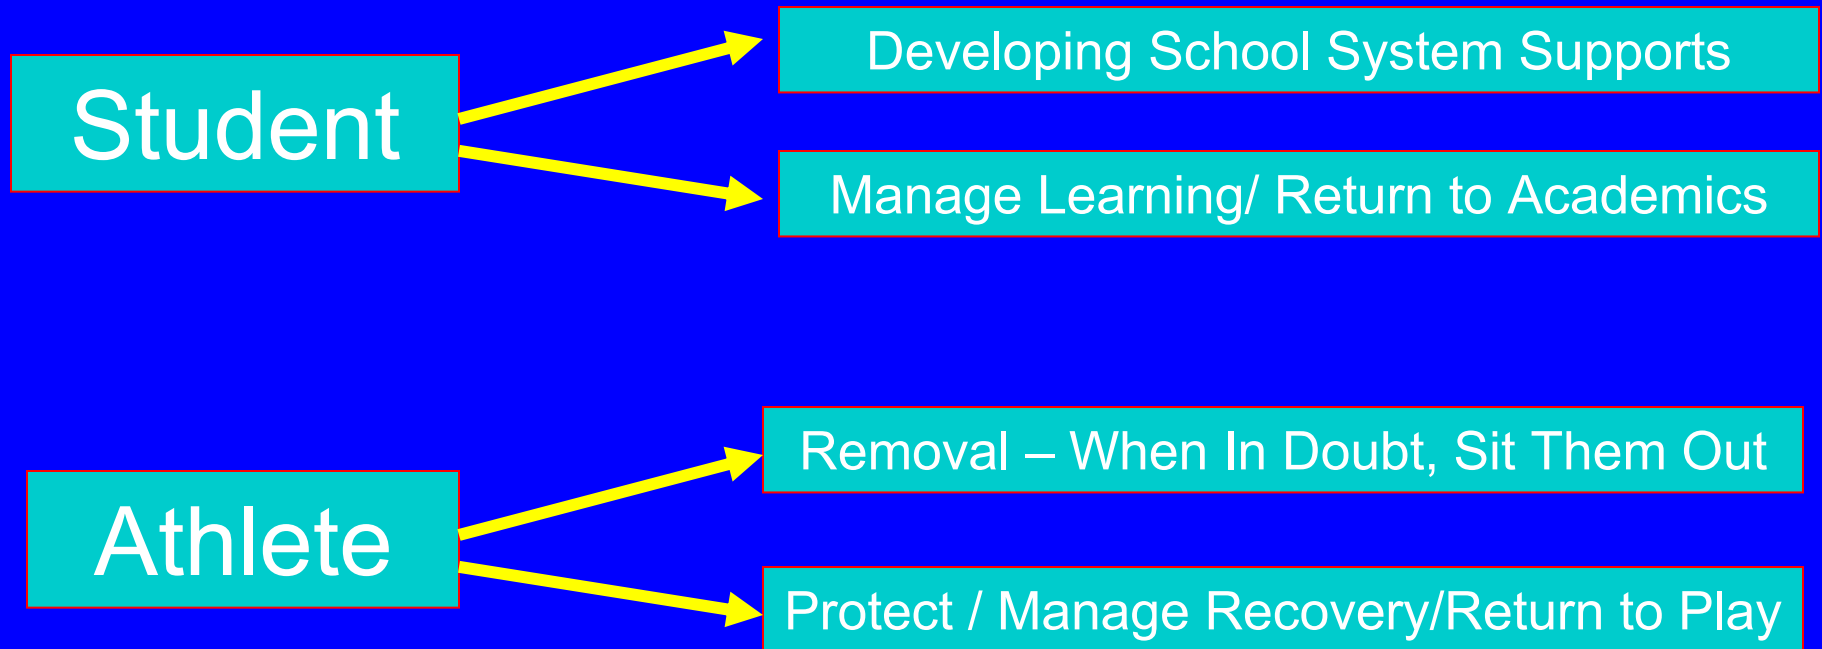 Student
Developing School System Supports
Manage Learning/ Return to Academics
Athlete
Removal – When In Doubt, Sit Them Out
Protect / Manage Recovery/Return to Play